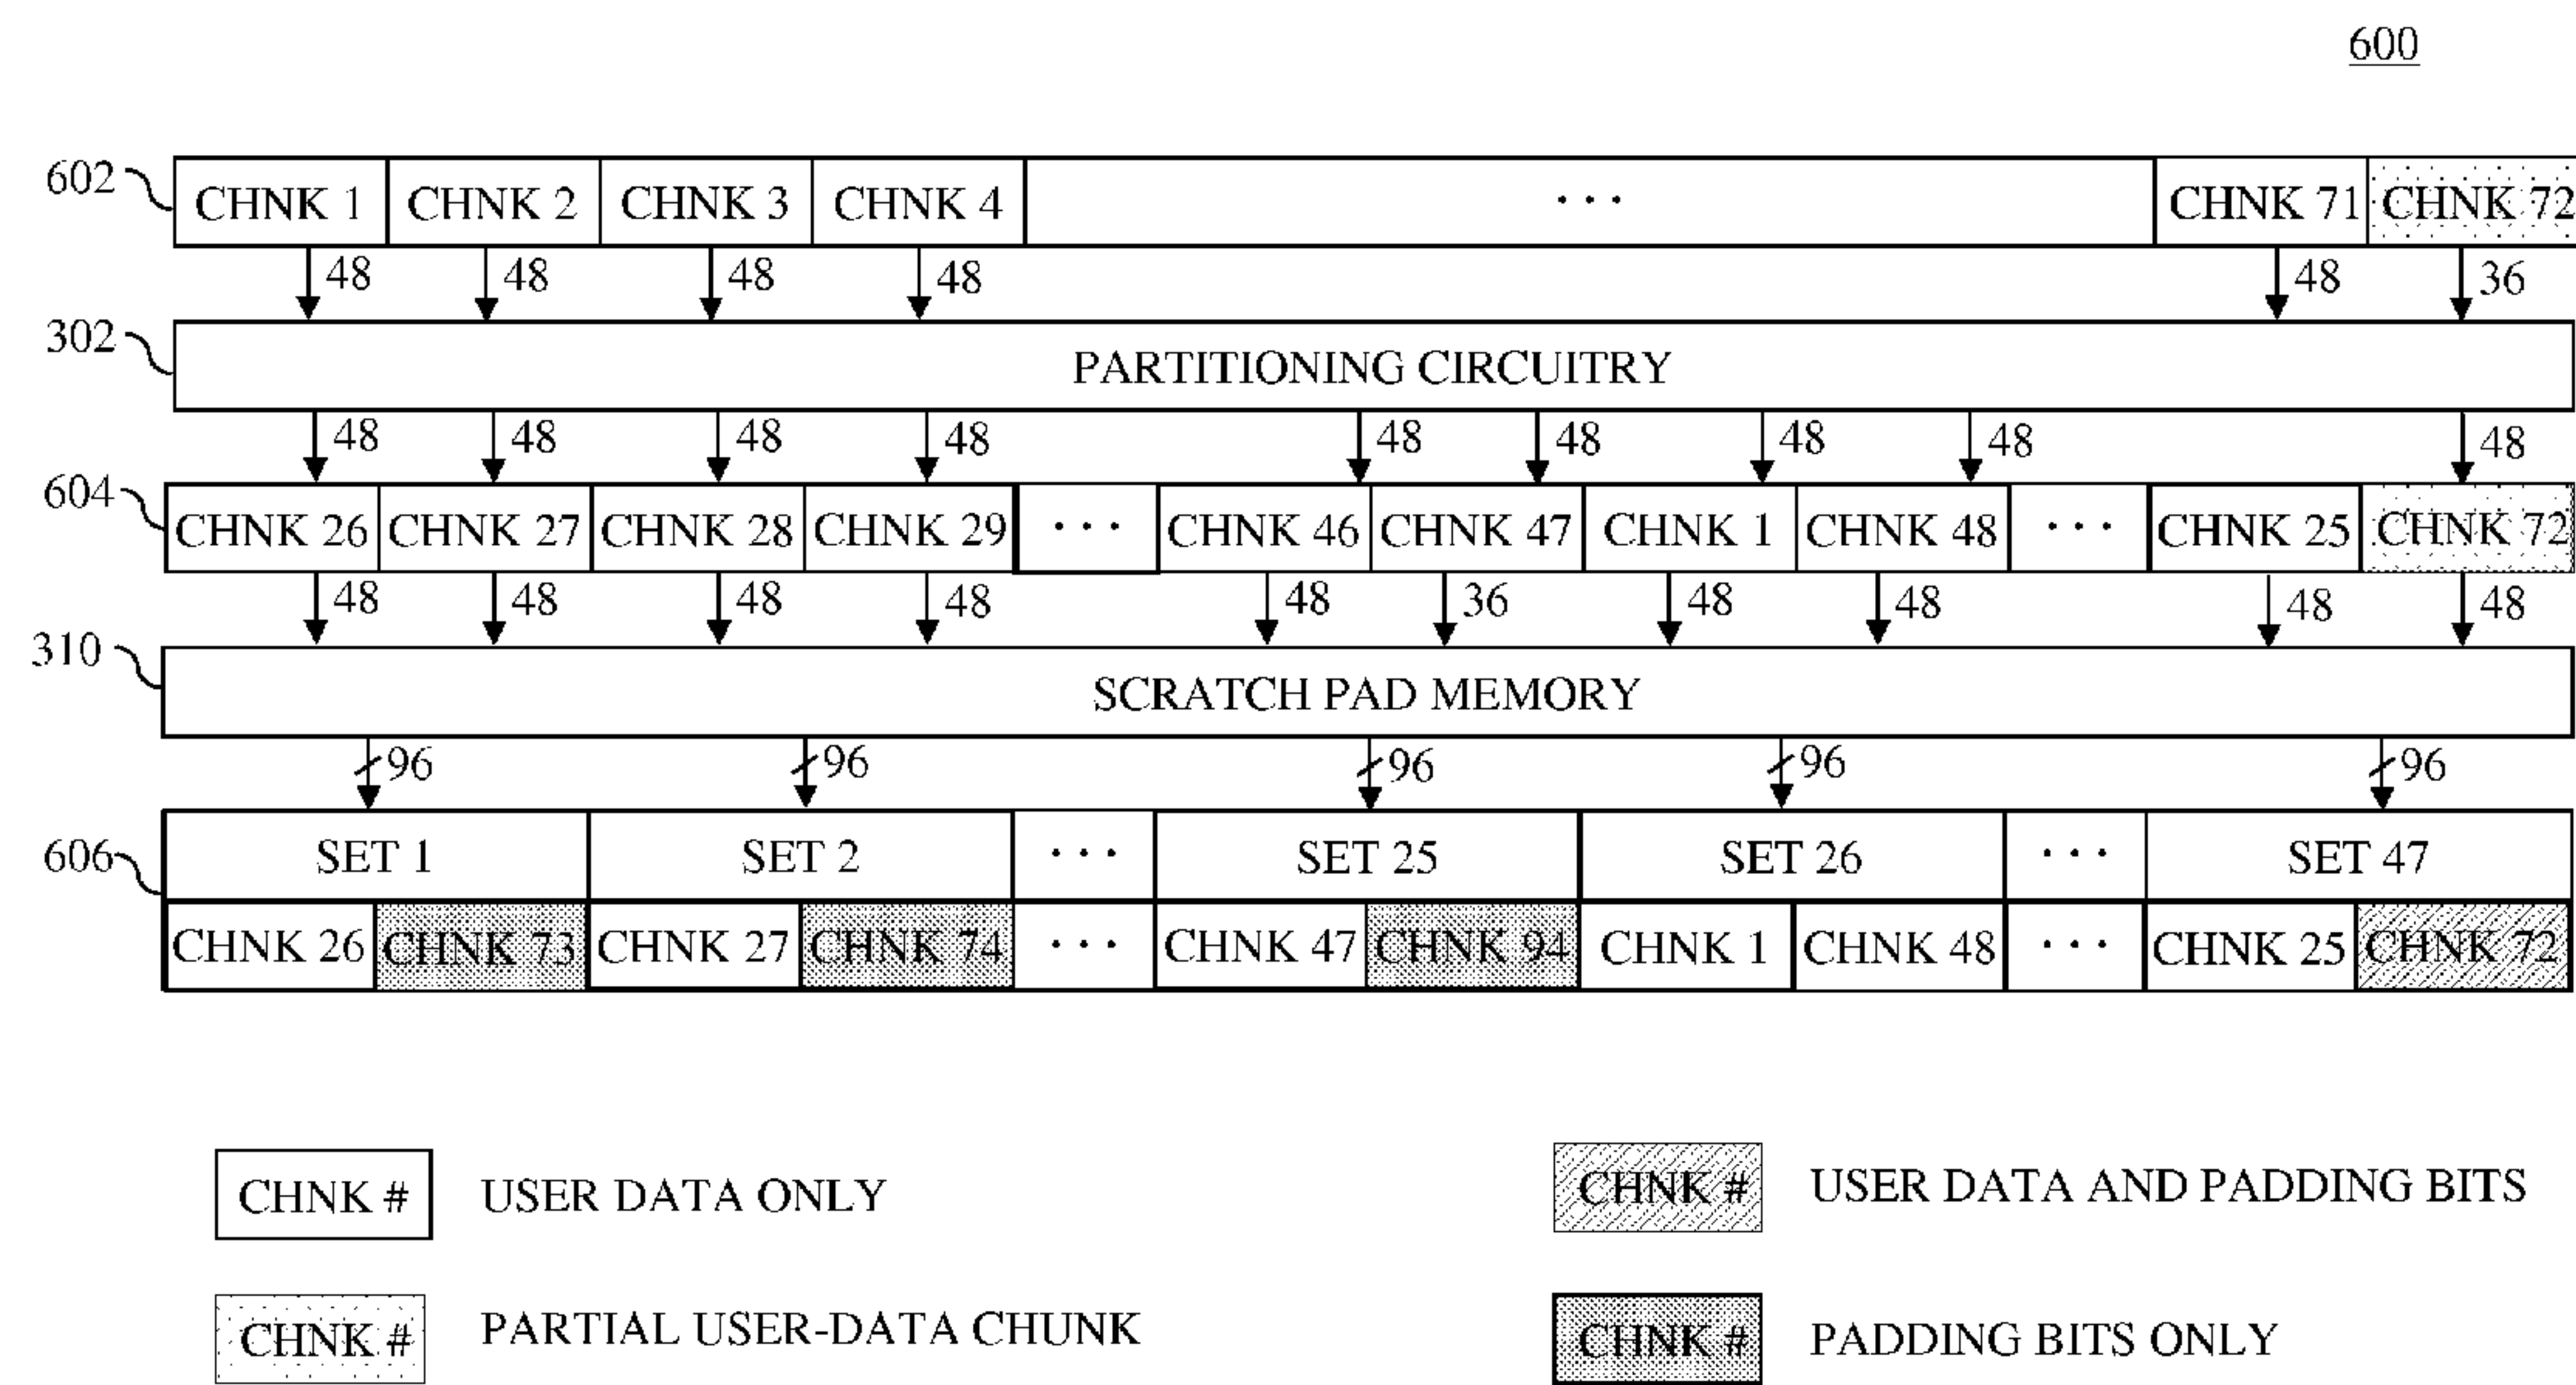 600
602 CHNK 1 CHNK 2 CHNK 3 CHNK 4 ... CHNK 71 CHNK 72
48 48 48 48 48 36
302 PARTITIONING CIRCUITRY
48 48 48 48 48 48 48 48 48
604 CHNK 26 CHNK 27 CHNK 28 CHNK 29 ... CHNK 46 CHNK 47 CHNK 1 CHNK 48 ... CHNK 25 CHNK 72
48 48 48 48 48 36 48 48 48 48
310 SCRATCH PAD MEMORY
96 96 96 96 96
606 SET 1 SET 2 ... SET 25 SET 26 ... SET 47
CHNK 26 CHNK 73 CHNK 27 CHNK 74 ... CHNK 47 CHNK 94 CHNK 1 CHNK 48 ... CHNK 25 CHNK 72
CHNK # USER DATA ONLY CHNK # USER DATA AND PADDING BITS
CHNK # PARTIAL USER-DATA CHUNK CHNK # PADDING BITS ONLY